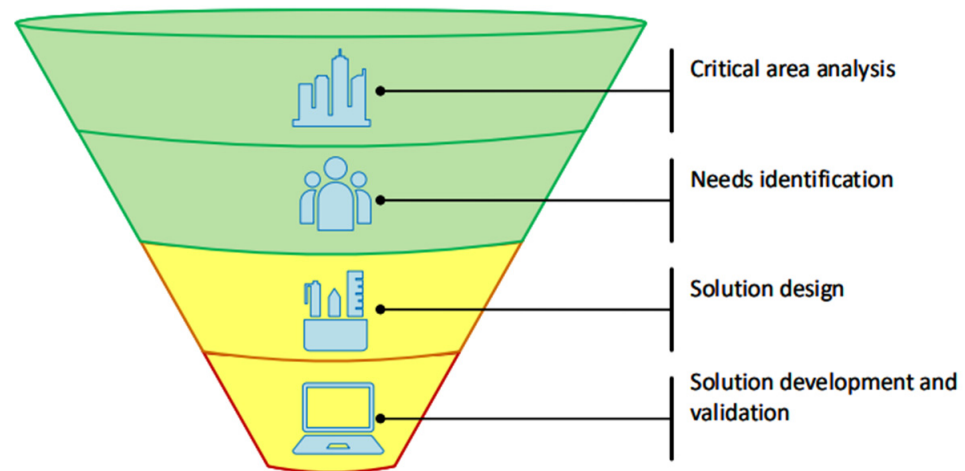 Critical area analysis
Needs identification
Solution design
Solution development and
validation